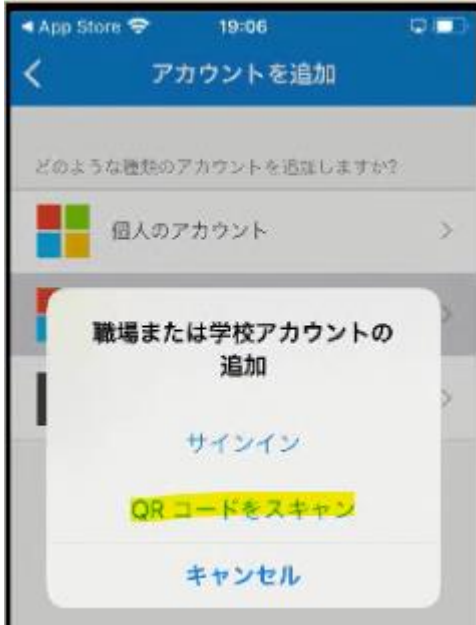 App Store
19:06
アカウントを追加
どのような種類のアカウントを追加しますか?
個人のアカウント
職場または学校アカウントの
追加
サインイン
QR コードをスキャン
キャンセル